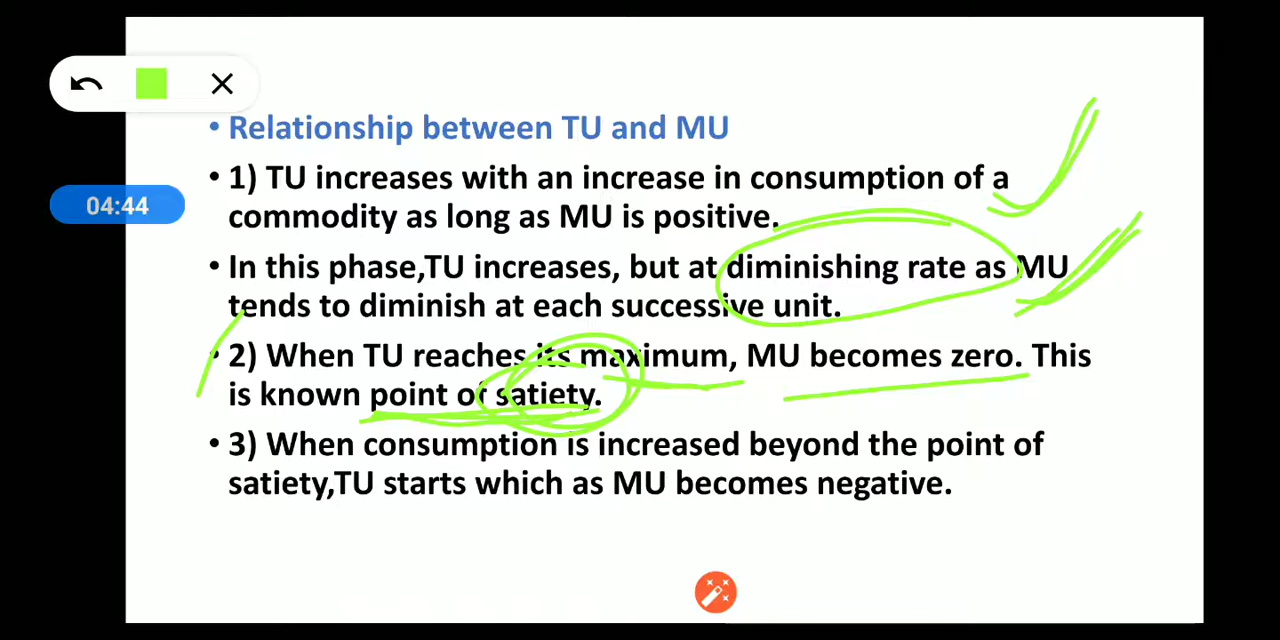 • Relationship between TU and MU
• 1) TU increases with an increase in consumption of a
04:44
commodity as long as MU is positive.
• In this phase,TU increases, but at diminishing rate as MU
tends to diminish at each successive unit.
• 2) When TU reaches its maximum, MU becomes zero. This
is known point of satiety.
• 3) When consumption is increased beyond the point of
satiety,TU starts which as MU becomes negative.